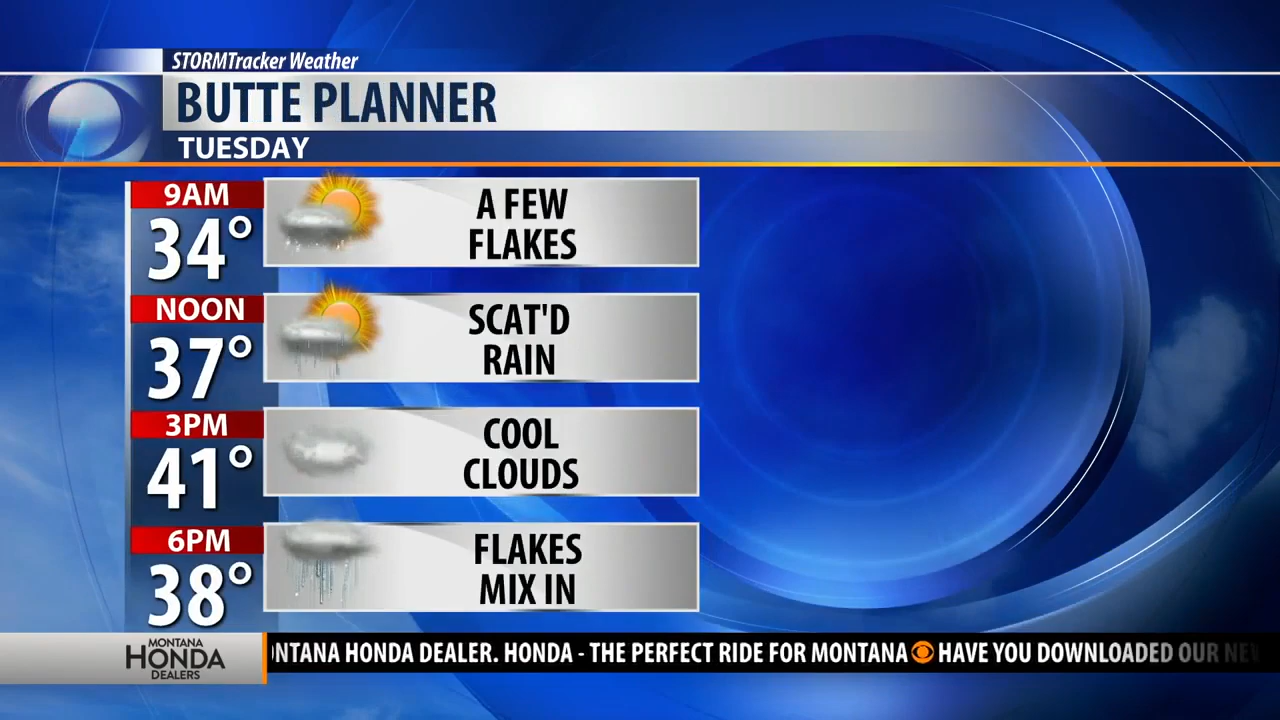 STORMTracker Weather
BUTTE PLANNER
TUESDAY
9AM
34°
A FEW
FLAKES
NOON
37°
SCAT'D
RAIN
3PM
41°
COOL
CLOUDS
6PM
38°
FLAKES
MIX IN
MONTANA
HONDA
DEALERS
NTANA HONDA DEALER. HONDA - THE PERFECT RIDE FOR MONTANA HAVE YOU DOWNLOADED OUR NEW